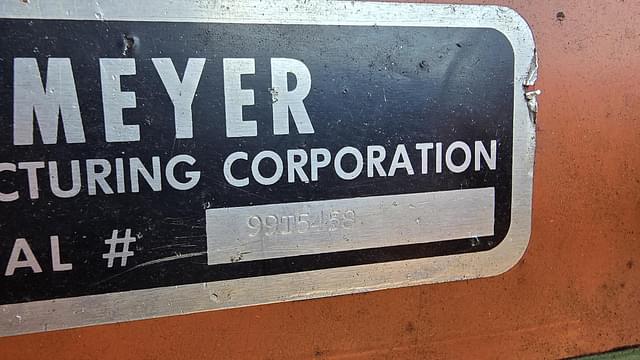 MEYER
CTURING CORPORATION
AL # 99T5458